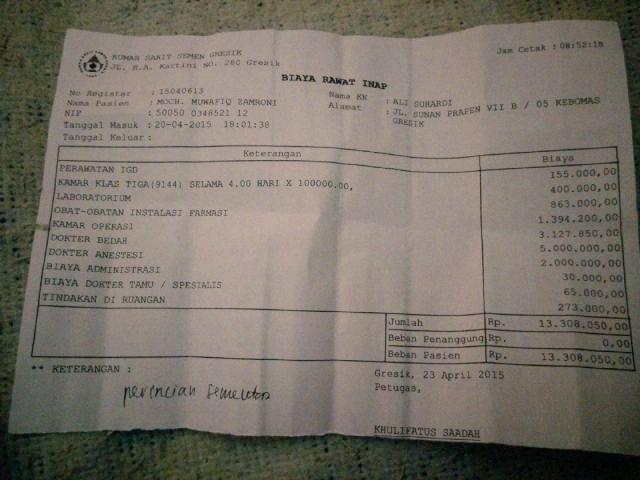 RUMAH SAKIT SEMEN GRESIK
JL. R.A. Kartini NO. 280 Gresik
Jam Cetak : 08:52:18
BIAYA RAWAT INAP
No Register : 15040613
Nama Pasien : MOCH. MUWAFIQ ZAMRONI
NIP : 50050 0348521 12
Tanggal Masuk : 20-04-2015 18:01:38
Tanggal Keluar :
Nama KK : ALI SUHARDI
Alamat : JL. SUNAN PRAPEN VII B / 05 KEBOMAS
GRESIK
Keterangan Biaya
PERAWATAN IGD 155.000,00
KAMAR KLAS TIGA(9144) SELAMA 4.00 HARI X 100000.00, 400.000,00
LABORATORIUM 863.000,00
OBAT-OBATAN INSTALASI FARMASI 1.394.200,00
KAMAR OPERASI 3.127.850,00
DOKTER BEDAH 5.000.000,00
DOKTER ANESTESI 2.000.000,00
BIAYA ADMINISTRASI 30.000,00
BIAYA DOKTER TAMU / SPESIALIS 65.000,00
TINDAKAN DI RUANGAN 273.000,00
Jumlah Rp. 13.308.050,00
Beban Penanggung Rp. 0,00
Beban Pasien Rp. 13.308.050,00
** KETERANGAN :
Gresik, 23 April 2015
Petugas,
perincian sementara
KHULIFATUS SAADAH